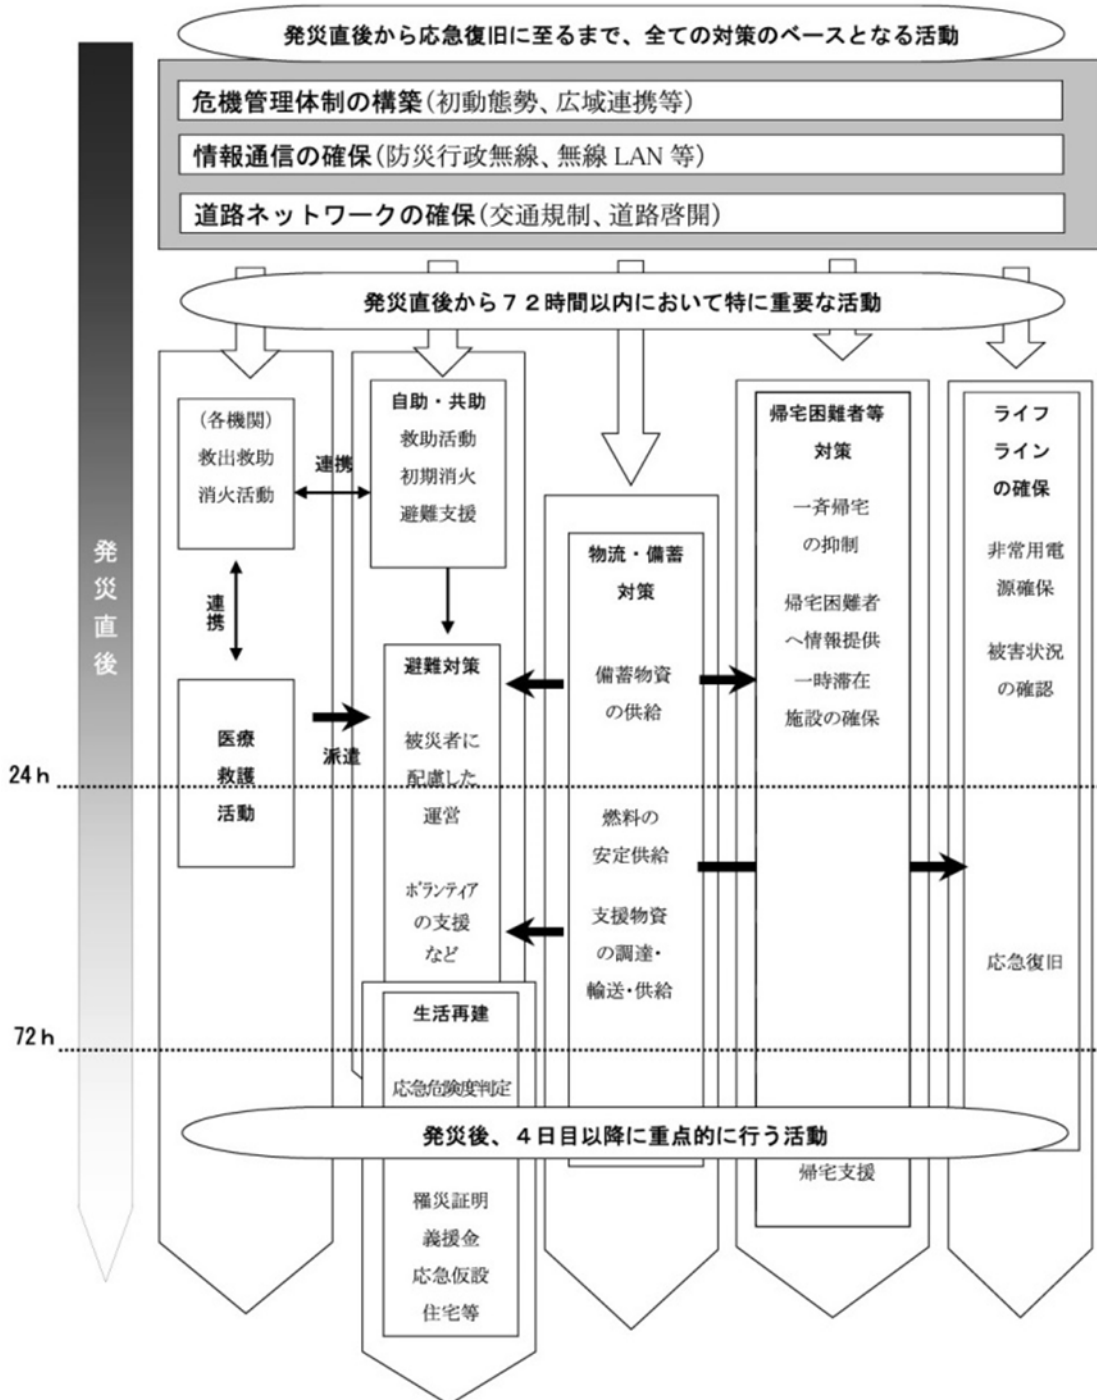 発災直後から応急復旧に至るまで、全ての対策のベースとなる活動
危機管理体制の構築(初動態勢、広域連携等)
情報通信の確保(防災行政無線、無線 LAN 等)
道路ネットワークの確保(交通規制、道路啓開)
発災直後から72時間以内において特に重要な活動
発災直後
24h
72h
(各機関)
救出救助
消火活動
連携
連携
医療
救護
活動
派遣
自助・共助
救助活動
初期消火
避難支援
避難対策
被災者に
配慮した
運営
ボランティア
の支援
など
生活再建
応急危険度判定
物流・備蓄
対策
備蓄物資
の供給
燃料の
安定供給
支援物資
の調達・
輸送・供給
帰宅困難者等
対策
一斉帰宅
の抑制
帰宅困難者
へ情報提供
一時滞在
施設の確保
ライフ
ライン
の確保
非常用電
源確保
被害状況
の確認
応急復旧
発災後、4日目以降に重点的に行う活動
罹災証明
義援金
応急仮設
住宅等
帰宅支援